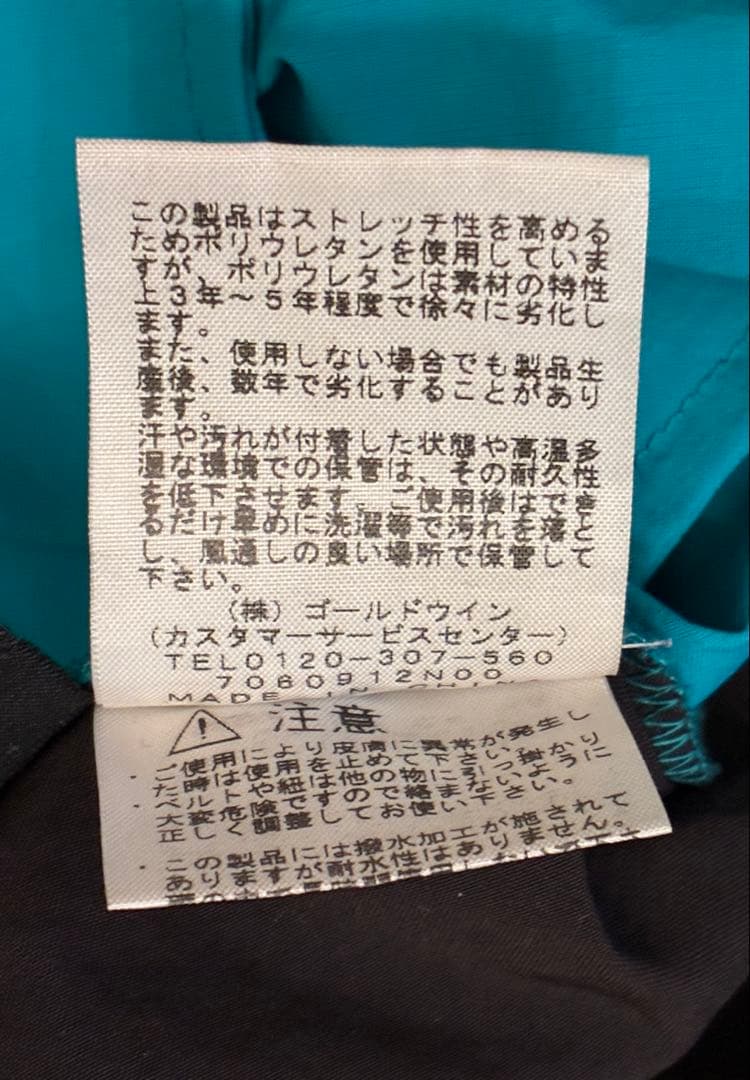 この製品はストレッチ性を高める
ためポリウレタンを使用していま
すが、ポリウレタンは素材の特性
上3年~5年程度で徐々に劣化し
ます。
また、使用しない場合でも製品生
産後、数年で劣化することがあり
ます。
汗や汚れが付着した状態や高温多
湿な環境での保管は、その耐久性
を低下させます。ご使用後はでき
るだけ早めに洗濯等で汚れを落と
し、風通しの良い場所で保管して
下さい。
(株)ゴールドウイン
(カスタマーサービスセンター)
TEL0120-307-560
7060912N00
MADE IN CHINA
注意
・ご使用により皮膚に異常が発生し
た時は使用を止めて下さい。
・ベルトや紐は他の物に引っ
大変危険ですので絡まないように
正しく調整してお使い下さい。
・この製品には撥水加工が施されて
ありますが耐水性はありません。